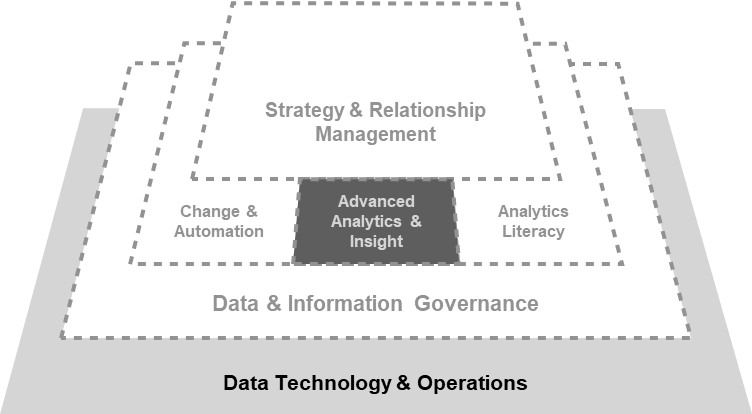 Strategy & Relationship
Management
Change &
Automation
Advanced
Analytics &
Insight
Analytics
Literacy
Data & Information Governance
Data Technology & Operations